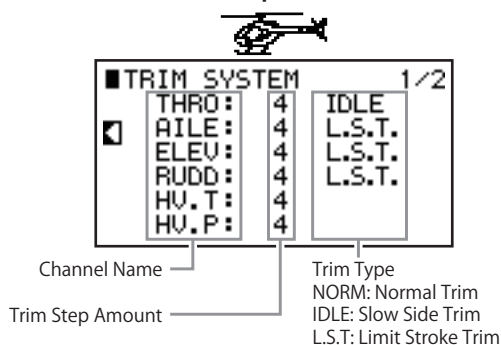 ■TRIM SYSTEM 1/2
THRO: 4 IDLE
AILE: 4 L.S.T.
ELEV: 4 L.S.T.
RUDD: 4 L.S.T.
HV.T: 4
HV.P: 4
Channel Name
Trim Step Amount
Trim Type
NORM: Normal Trim
IDLE: Slow Side Trim
L.S.T: Limit Stroke Trim